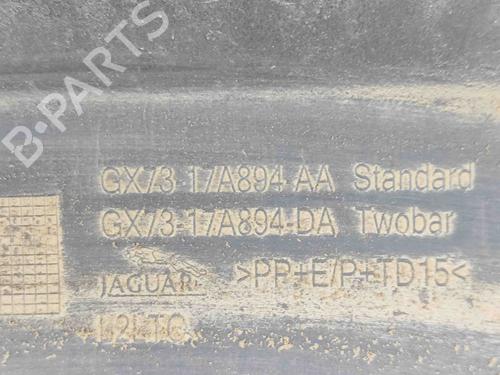 B-PARTS
GX73-17A894-AA Standard
GX73-17A894-DA Twobar
JAGUAR >PP+E/P+TD15<